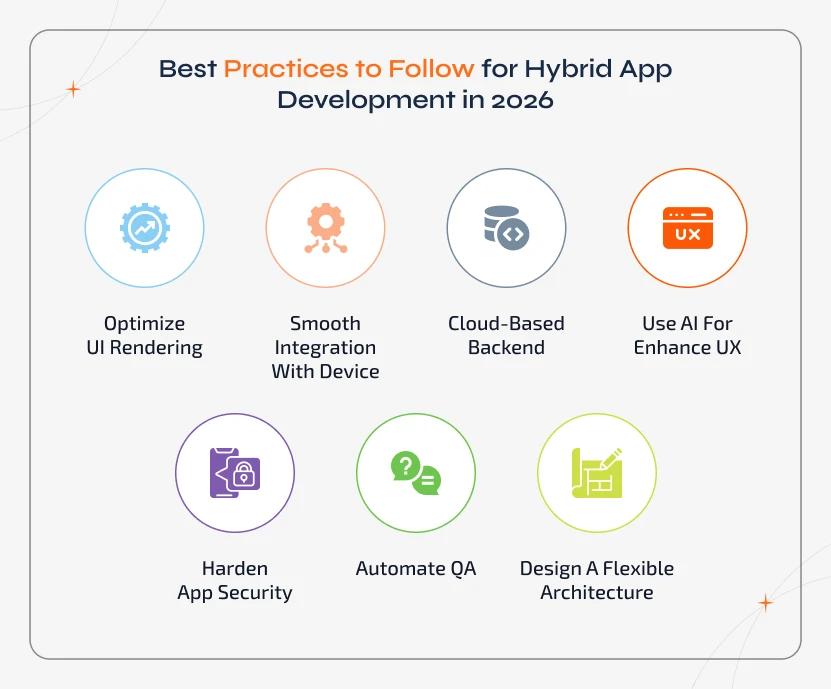 Best Practices to Follow for Hybrid App
Development in 2026
UX
Optimize
UI Rendering
Smooth
Integration
With Device
Cloud-Based
Backend
Use AI For
Enhance UX
?
=
Harden
App Security
Automate QA
Design A Flexible
Architecture